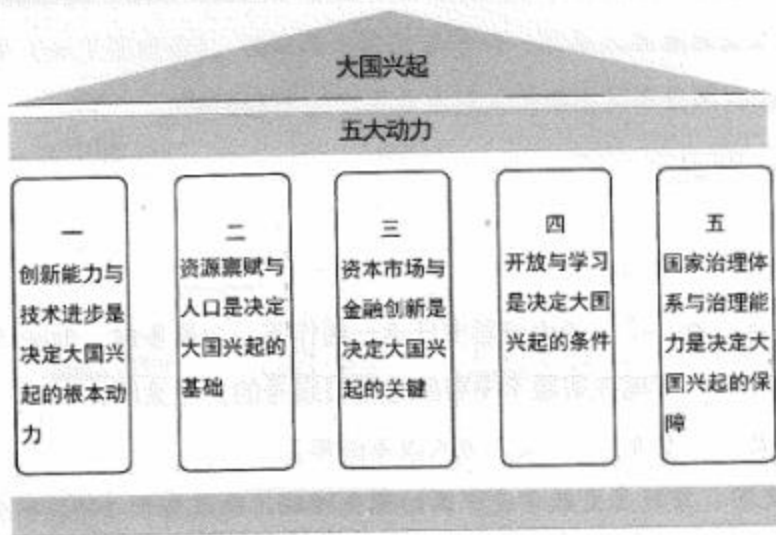 大国兴起
五大动力
一
创新能力与
技术进步是
决定大国兴
起的根本动
力
二
资源禀赋与
人口是决定
大国兴起的
基础
三
资本市场与
金融创新是
决定大国兴
起的关键
四
开放与学习
是决定大国
兴起的条件
五
国家治理体
系与治理能
力是决定大
国兴起的保
障